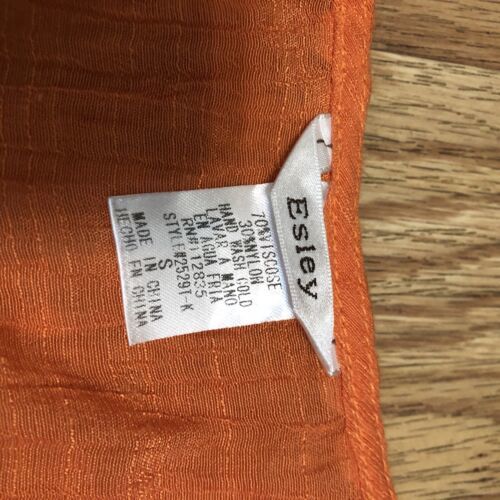 Esley
70%VISCOSE
30%NYLON
HAND WASH COLD
LAVAR A MANO
EN AGUA FRIA
RN#112835
STYLE#25291-K
S
MADE IN CHINA
HECHO EN CHINA